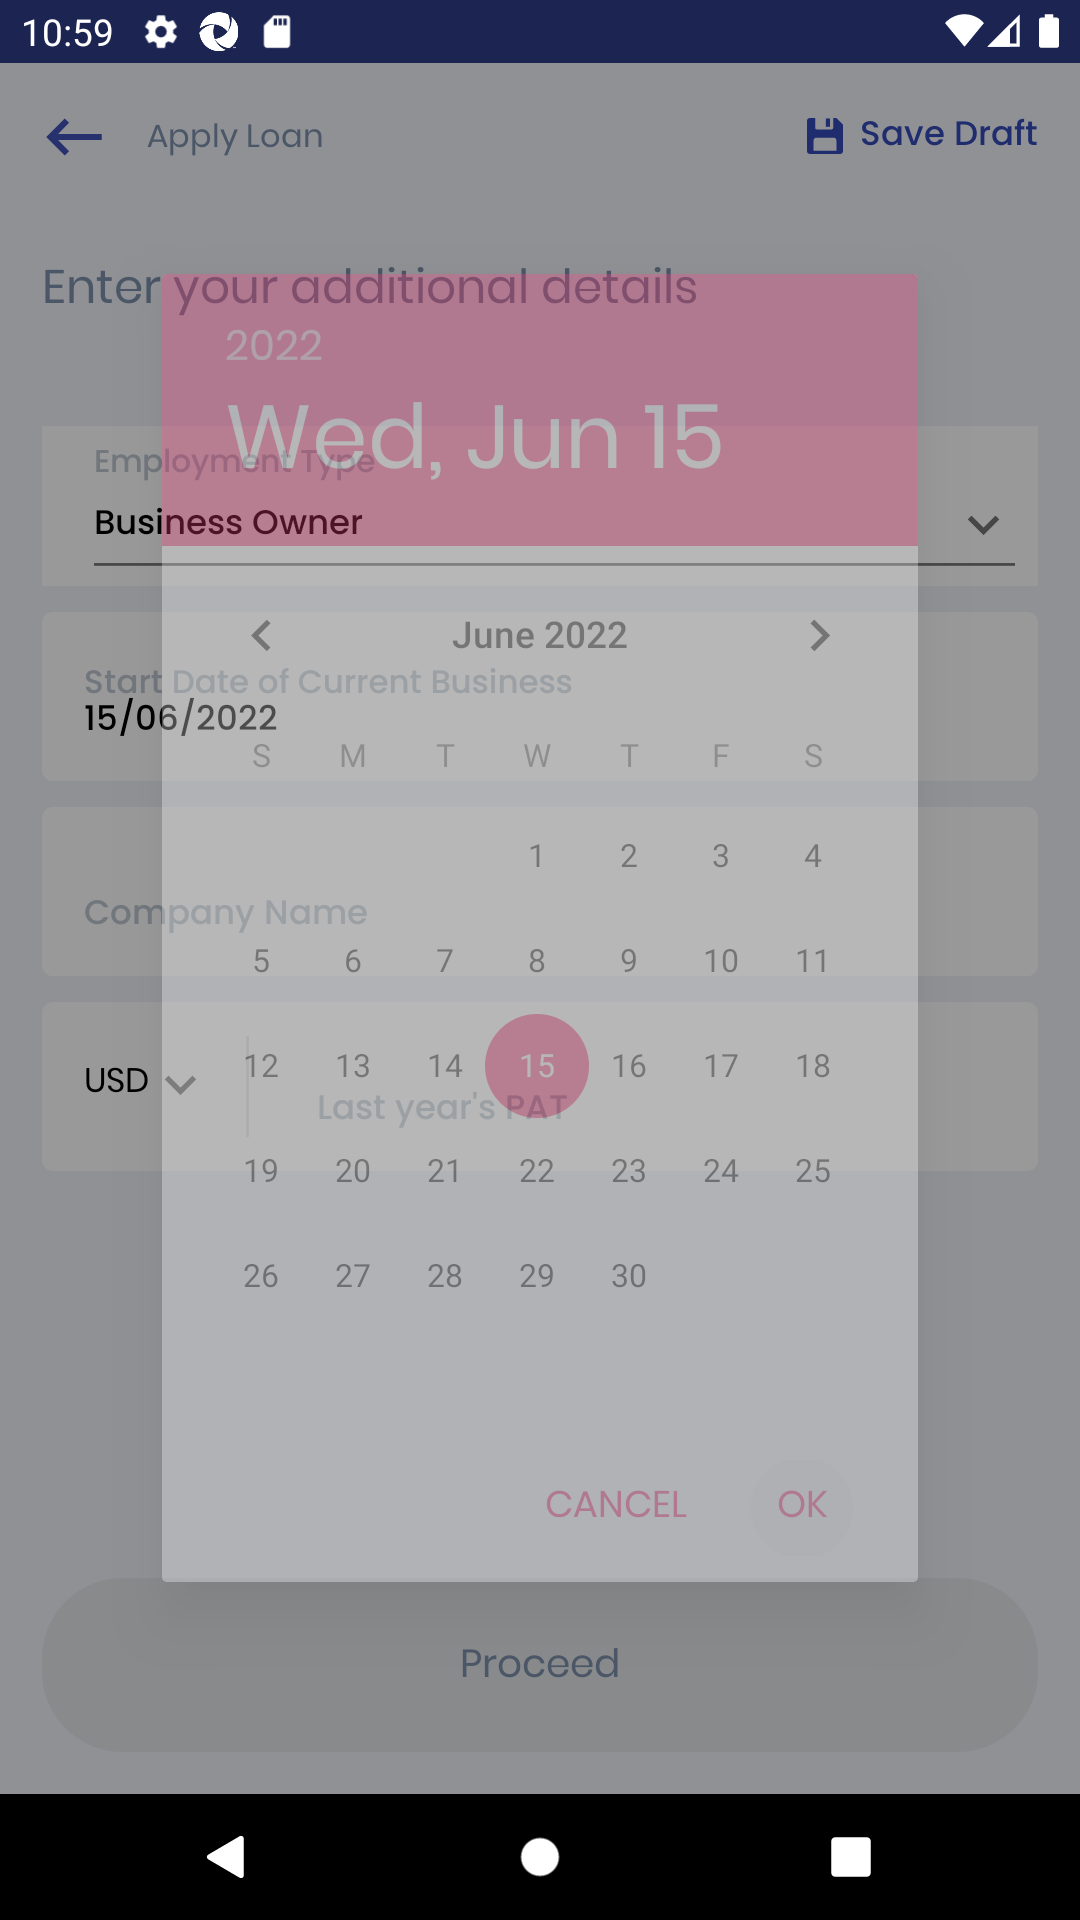 10:59
Apply Loan
Save Draft
Enter your additional details
2022
Wed, Jun 15
Employment Type
Business Owner
June 2022
Start Date of Current Business
15/06/2022
S M T W T F S
1 2 3 4
Company Name
5 6 7 8 9 10 11
USD
12 13 14 15 16 17 18
Last year's PAT
19 20 21 22 23 24 25
26 27 28 29 30
CANCEL OK
Proceed